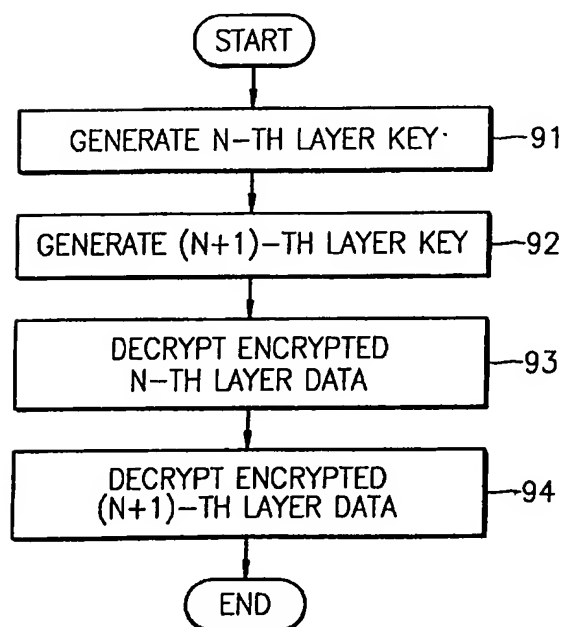 START
GENERATE N-TH LAYER KEY
91
GENERATE (N+1)-TH LAYER KEY
92
DECRYPT ENCRYPTED
N-TH LAYER DATA
93
DECRYPT ENCRYPTED
(N+1)-TH LAYER DATA
94
END